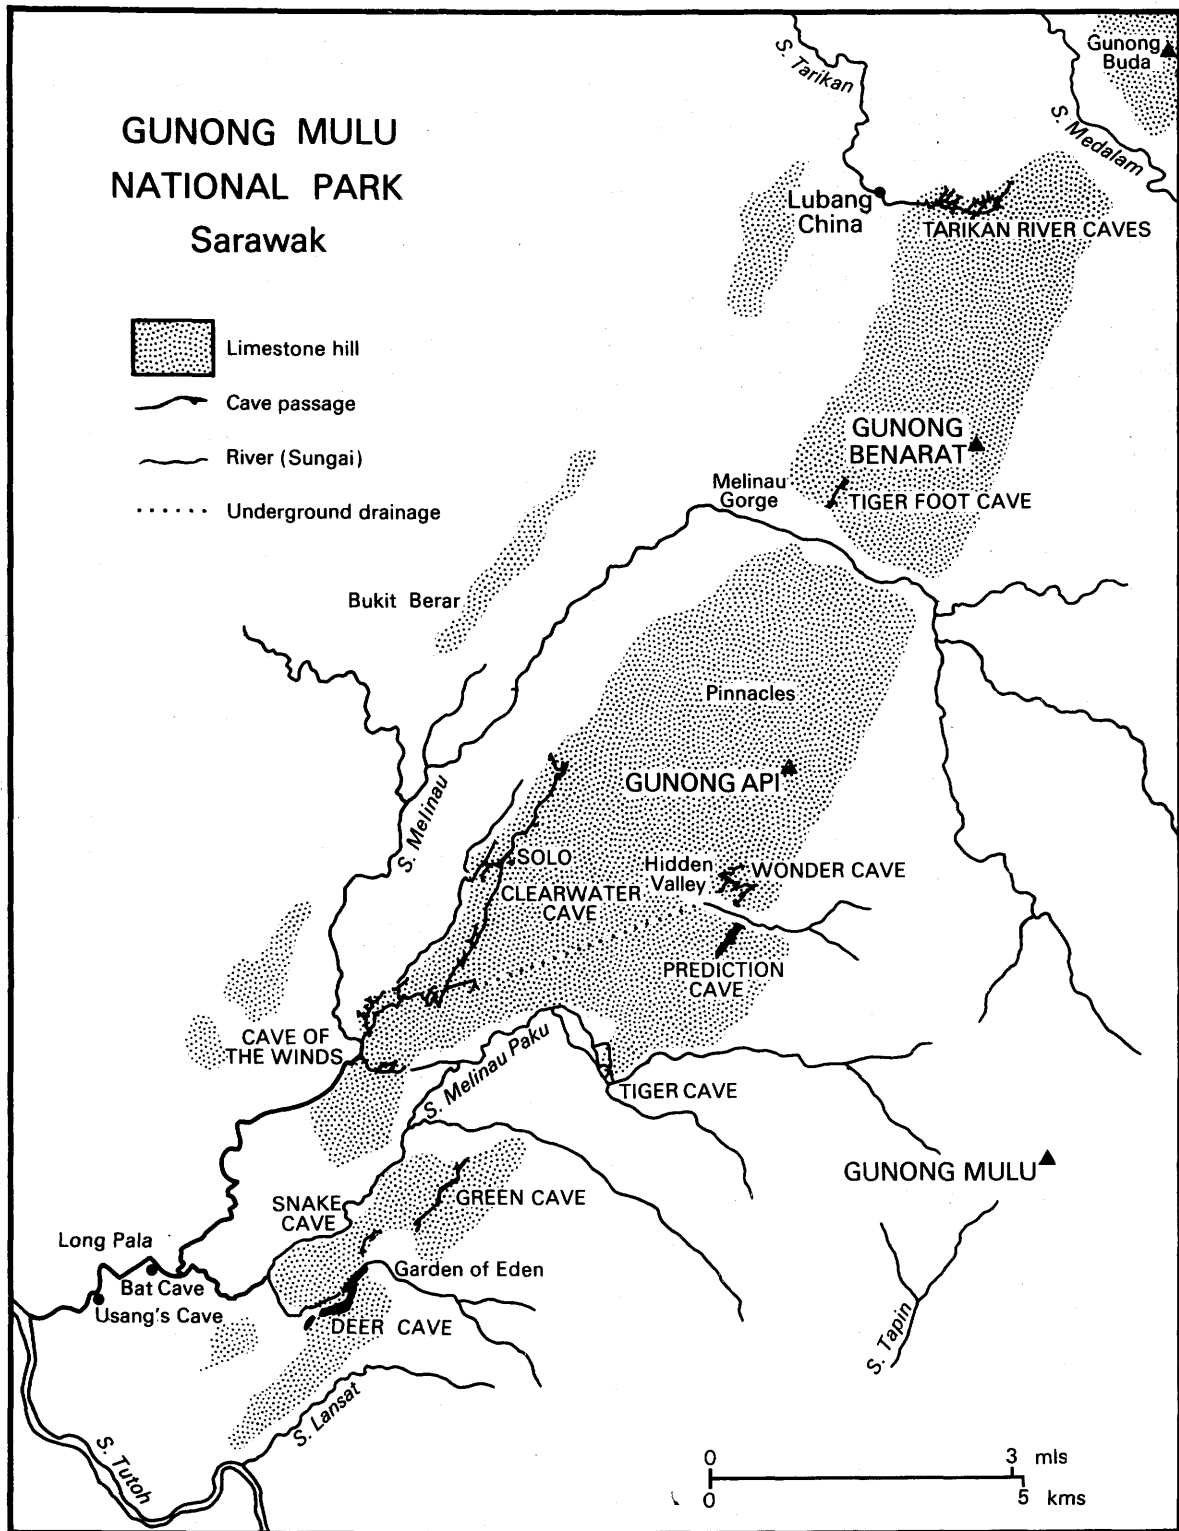 GUNONG MULU
NATIONAL PARK
Sarawak
Limestone hill
Cave passage
River (Sungai)
Underground drainage
S. Tarikan
Gunong
Buda
S. Medalam
Lubang
China
TARIKAN RIVER CAVES
GUNONG
BENARAT
Melinau
Gorge
TIGER FOOT CAVE
Bukit Berar
Pinnacles
GUNONG API
S. Melinau
SOLO
Hidden
Valley
WONDER CAVE
CLEARWATER
CAVE
PREDICTION
CAVE
CAVE OF
THE WINDS
S. Melinau Paku
TIGER CAVE
GUNONG MULU
SNAKE
CAVE
GREEN CAVE
Long Pala
Bat Cave
Usang's Cave
Garden of Eden
DEER CAVE
S. Tapin
S. Lansat
S. Tutoh
0 3 mls
0 5 kms